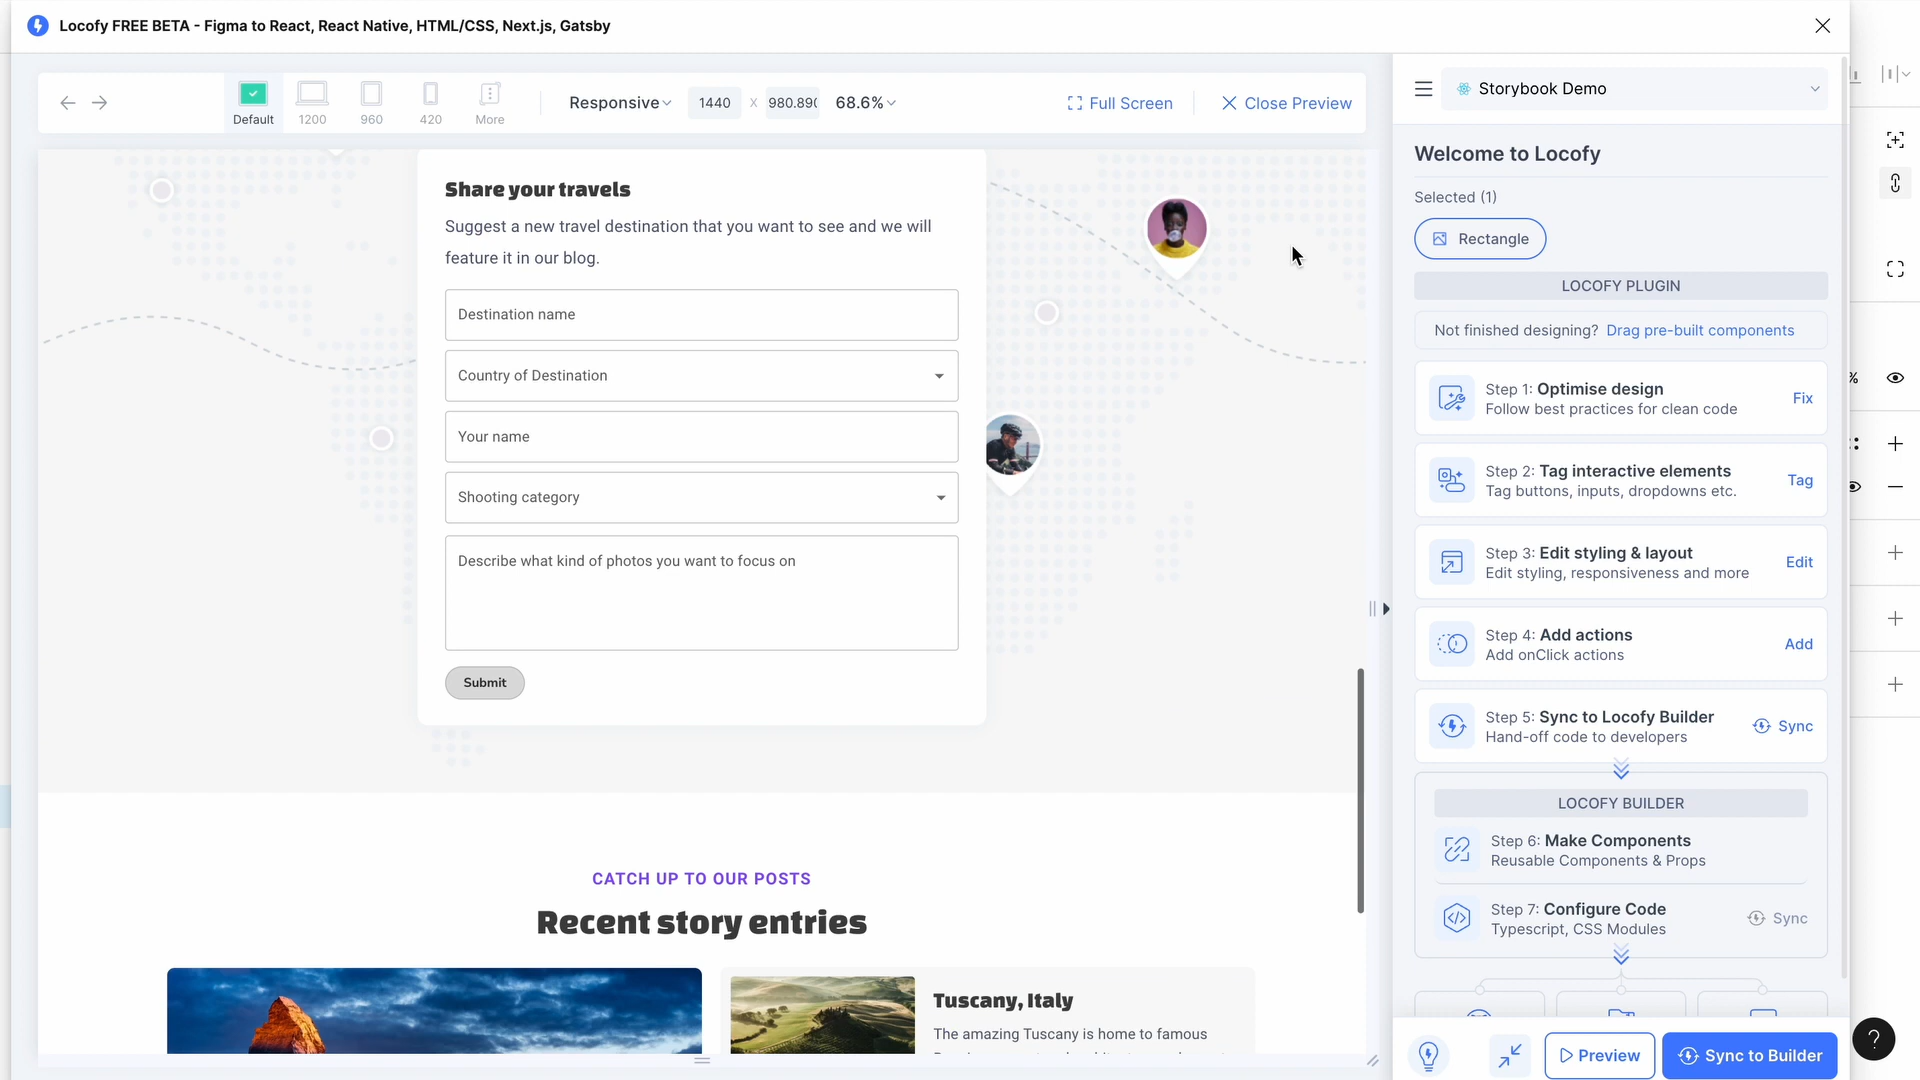 Locofy FREE BETA - Figma to React, React Native, HTML/CSS, Next.js, Gatsby
Default
1200
960
420
More
Responsive
1440
X
980.890
68.6%
Full Screen
Close Preview
Share your travels
Suggest a new travel destination that you want to see and we will
feature it in our blog.
Destination name
Country of Destination
Your name
Shooting category
Describe what kind of photos you want to focus on
Submit
CATCH UP TO OUR POSTS
Recent story entries
Tuscany, Italy
The amazing Tuscany is home to famous
Storybook Demo
Welcome to Locofy
Selected (1)
Rectangle
LOCOFY PLUGIN
Not finished designing? Drag pre-built components
Step 1: Optimise design
Follow best practices for clean code
Fix
Step 2: Tag interactive elements
Tag buttons, inputs, dropdowns etc.
Tag
Step 3: Edit styling & layout
Edit styling, responsiveness and more
Edit
Step 4: Add actions
Add onClick actions
Add
Step 5: Sync to Locofy Builder
Hand-off code to developers
Sync
LOCOFY BUILDER
Step 6: Make Components
Reusable Components & Props
Step 7: Configure Code
Typescript, CSS Modules
Sync
Preview
Sync to Builder
%
?